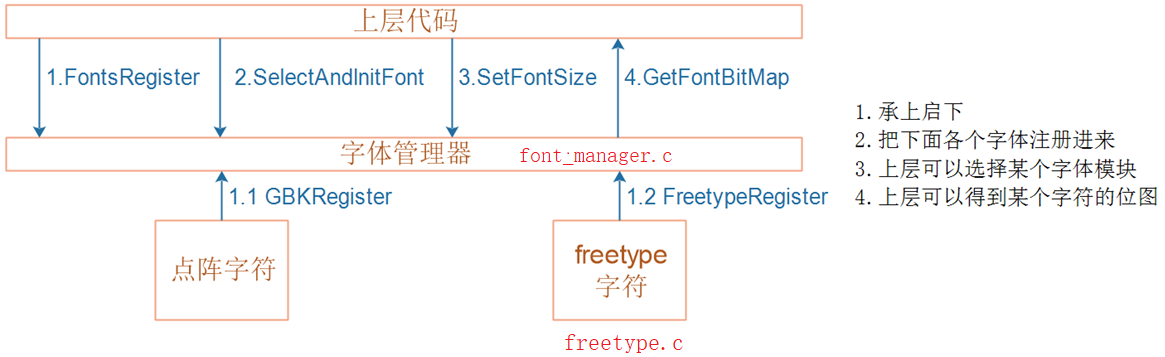 上层代码
1.FontsRegister
2.SelectAndInitFont
3.SetFontSize
4.GetFontBitMap
字体管理器 font_manager.c
1.1 GBKRegister
1.2 FreetypeRegister
点阵字符
freetype
字符
freetype.c
1.承上启下
2.把下面各个字体注册进来
3.上层可以选择某个字体模块
4.上层可以得到某个字符的位图